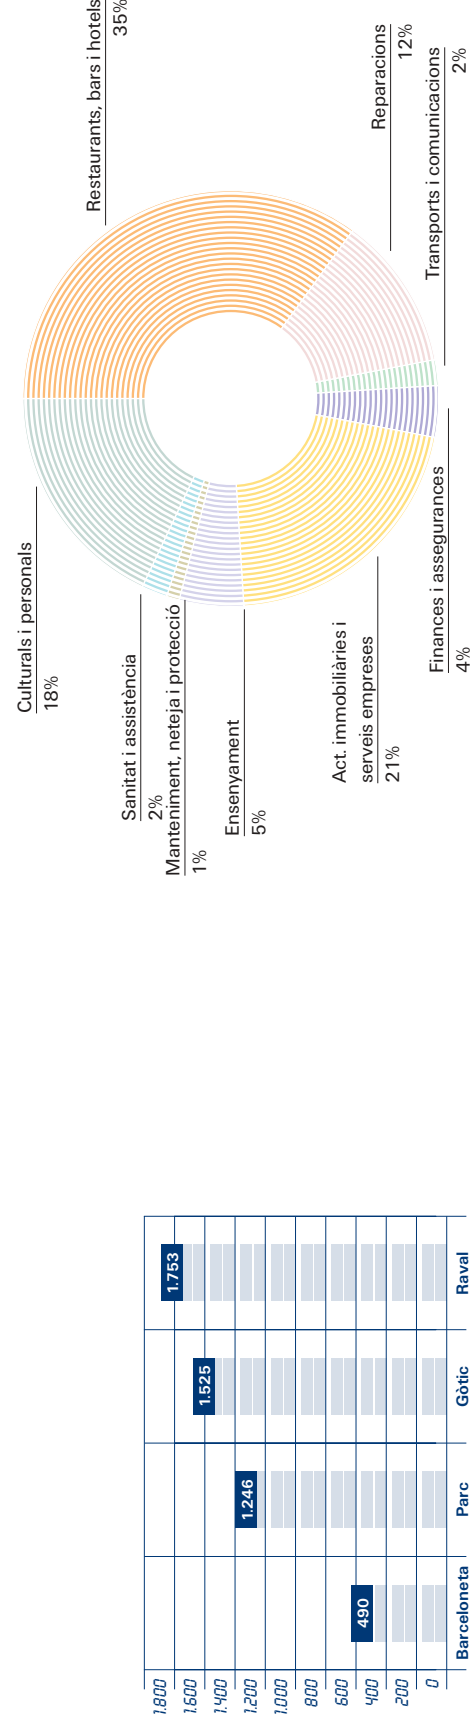 Restaurants, bars i hotels
35%
Reparacions
12%
Transports i comunicacions
2%
Finances i assegurances
4%
Act. immobiliàries i
serveis empreses
21%
Ensenyament
5%
Manteniment, neteja i protecció
1%
Sanitat i assistència
2%
Culturals i personals
18%
1.800
1.600
1.400
1.200
1.000
800
600
400
200
0
490
1.246
1.525
1.753
Barceloneta
Parc
Gòtic
Raval